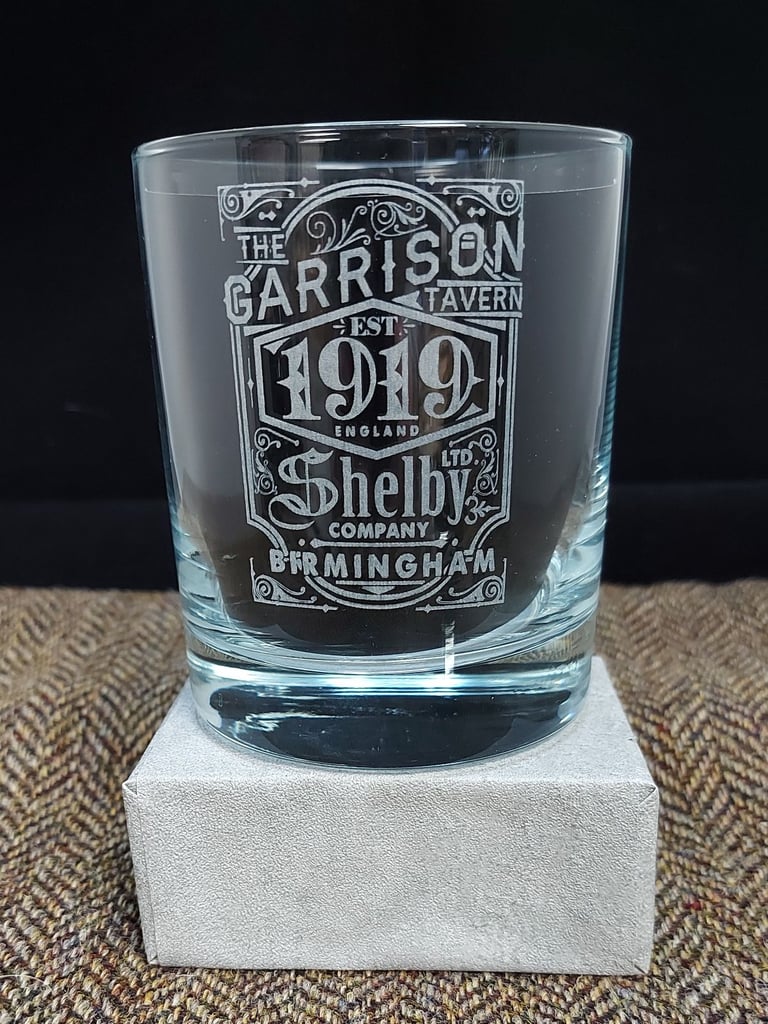 THE
GARRISON
TAVERN
EST
1919
ENGLAND
Shelby LTD
COMPANY
BIRMINGHAM